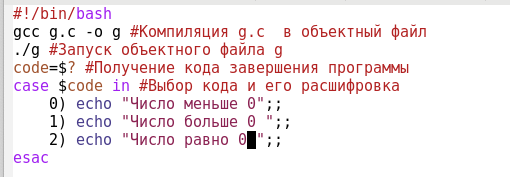 #!/bin/bash
gcc g.c -o g #Компиляция g.c  в объектный файл
./g #Запуск объектного файла g
code=$? #Получение кода завершения программы
case $code in #Выбор кода и его расшифровка
    0) echo "Число меньше 0";;
    1) echo "Число больше 0 ";;
    2) echo "Число равно 0 ";;
esac